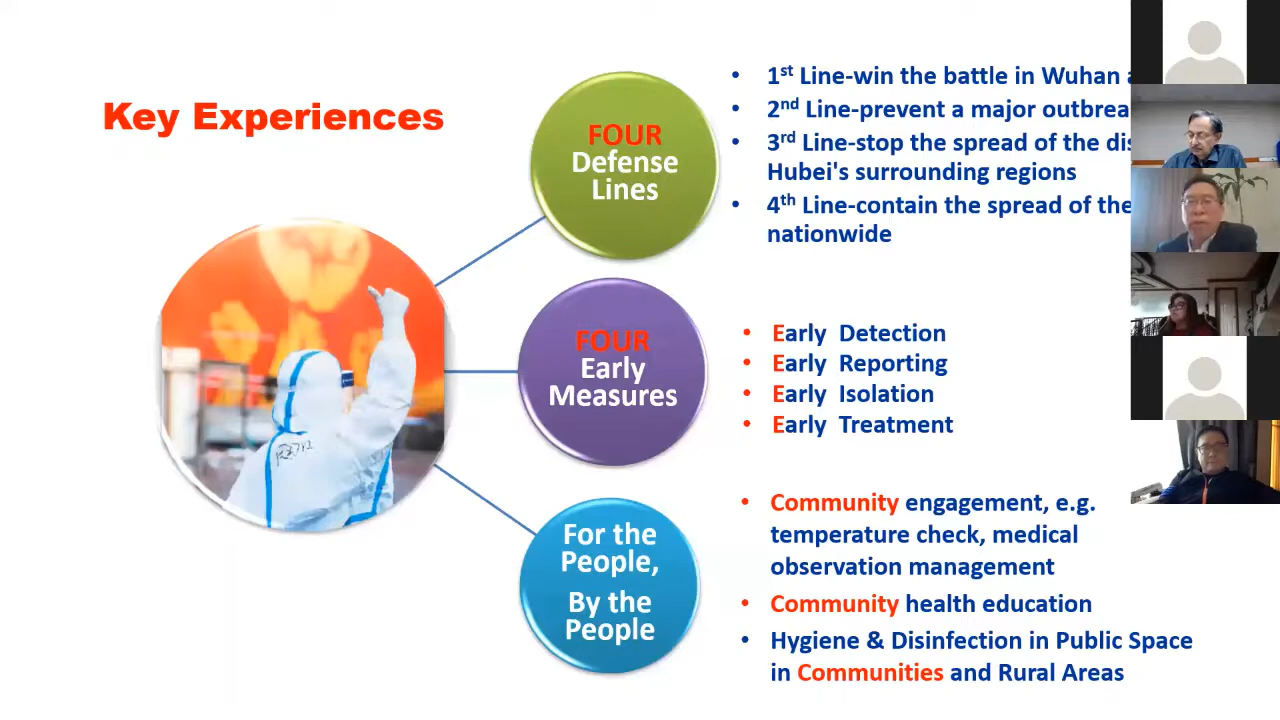 Key Experiences
FOUR
Defense
Lines
• 1st Line-win the battle in Wuhan
• 2nd Line-prevent a major
• 3rd Line-stop the spread of the
Hubei's surrounding regions
• 4th Line-contain the spread of the
nationwide
FOUR
Early
Measures
• Early Detection
• Early Reporting
• Early Isolation
• Early Treatment
For the
People,
By the
People
• Community engagement, e.g.
temperature check, medical
observation management
• Community health education
• Hygiene & Disinfection in Public Space
in Communities and Rural Areas